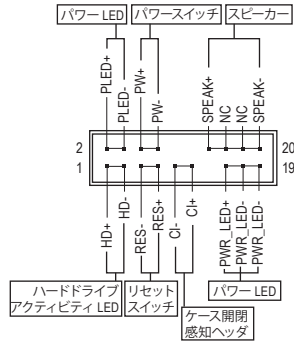 パワー LED
パワースイッチ
スピーカー
PLED+
PLED-
PW+
PW-
SPEAK+
NC
NC
SPEAK-
2
20
1
19
HD+
HD-
RES-
RES+
CI-
CI+
PWR_LED+
PWR_LED-
PWR_LED-
ハードドライブ
アクティビティ LED
リセット
スイッチ
パワー LED
ケース開閉
感知ヘッダ